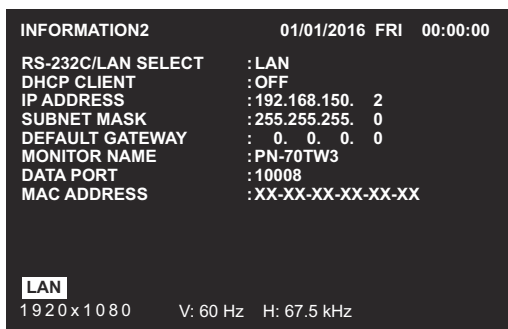 INFORMATION2 01/01/2016 FRI 00:00:00
RS-232C/LAN SELECT :LAN
DHCP CLIENT :OFF
IP ADDRESS :192.168.150. 2
SUBNET MASK :255.255.255. 0
DEFAULT GATEWAY : 0. 0. 0. 0
MONITOR NAME :PN-70TW3
DATA PORT :10008
MAC ADDRESS :XX-XX-XX-XX-XX-XX
LAN
1920x1080 V: 60 Hz H: 67.5 kHz